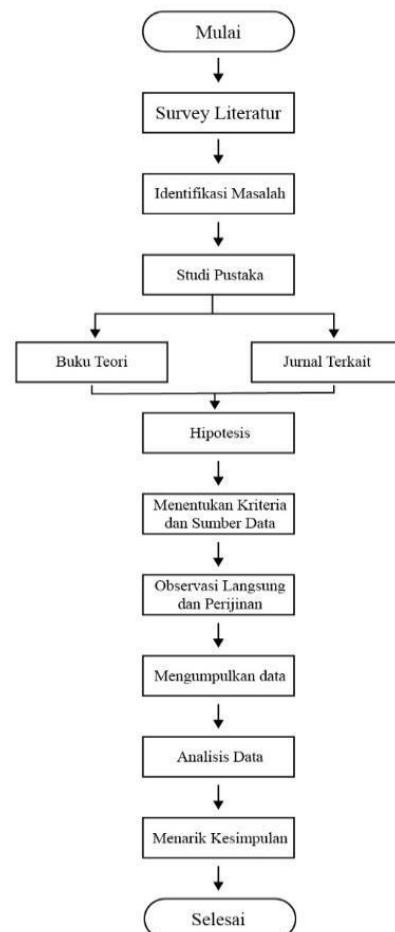 Mulai
Survey Literatur
Identifikasi Masalah
Studi Pustaka
Buku Teori
Jurnal Terkait
Hipotesis
Menentukan Kriteria
dan Sumber Data
Observasi Langsung
dan Perijinan
Mengumpulkan data
Analisis Data
Menarik Kesimpulan
Selesai